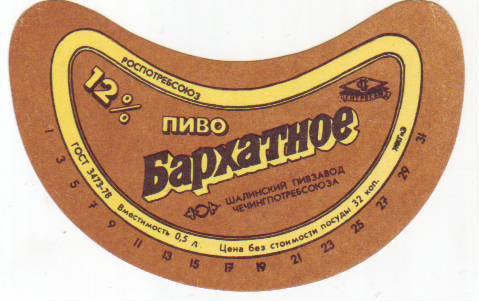 РОСПОТРЕБСОЮЗ
12%
ПИВО
Бархатное
ШАЛИНСКИЙ ПИВЗАВОД
ЧЕЧИНГПОТРЕБСОЮЗА
ГОСТ 3473-78 Вместимость 0,5 л. Цена без стоимости посуды 32 коп.
1 3 5 7 9 11 13 15 17 19 21 23 25 27 29 31